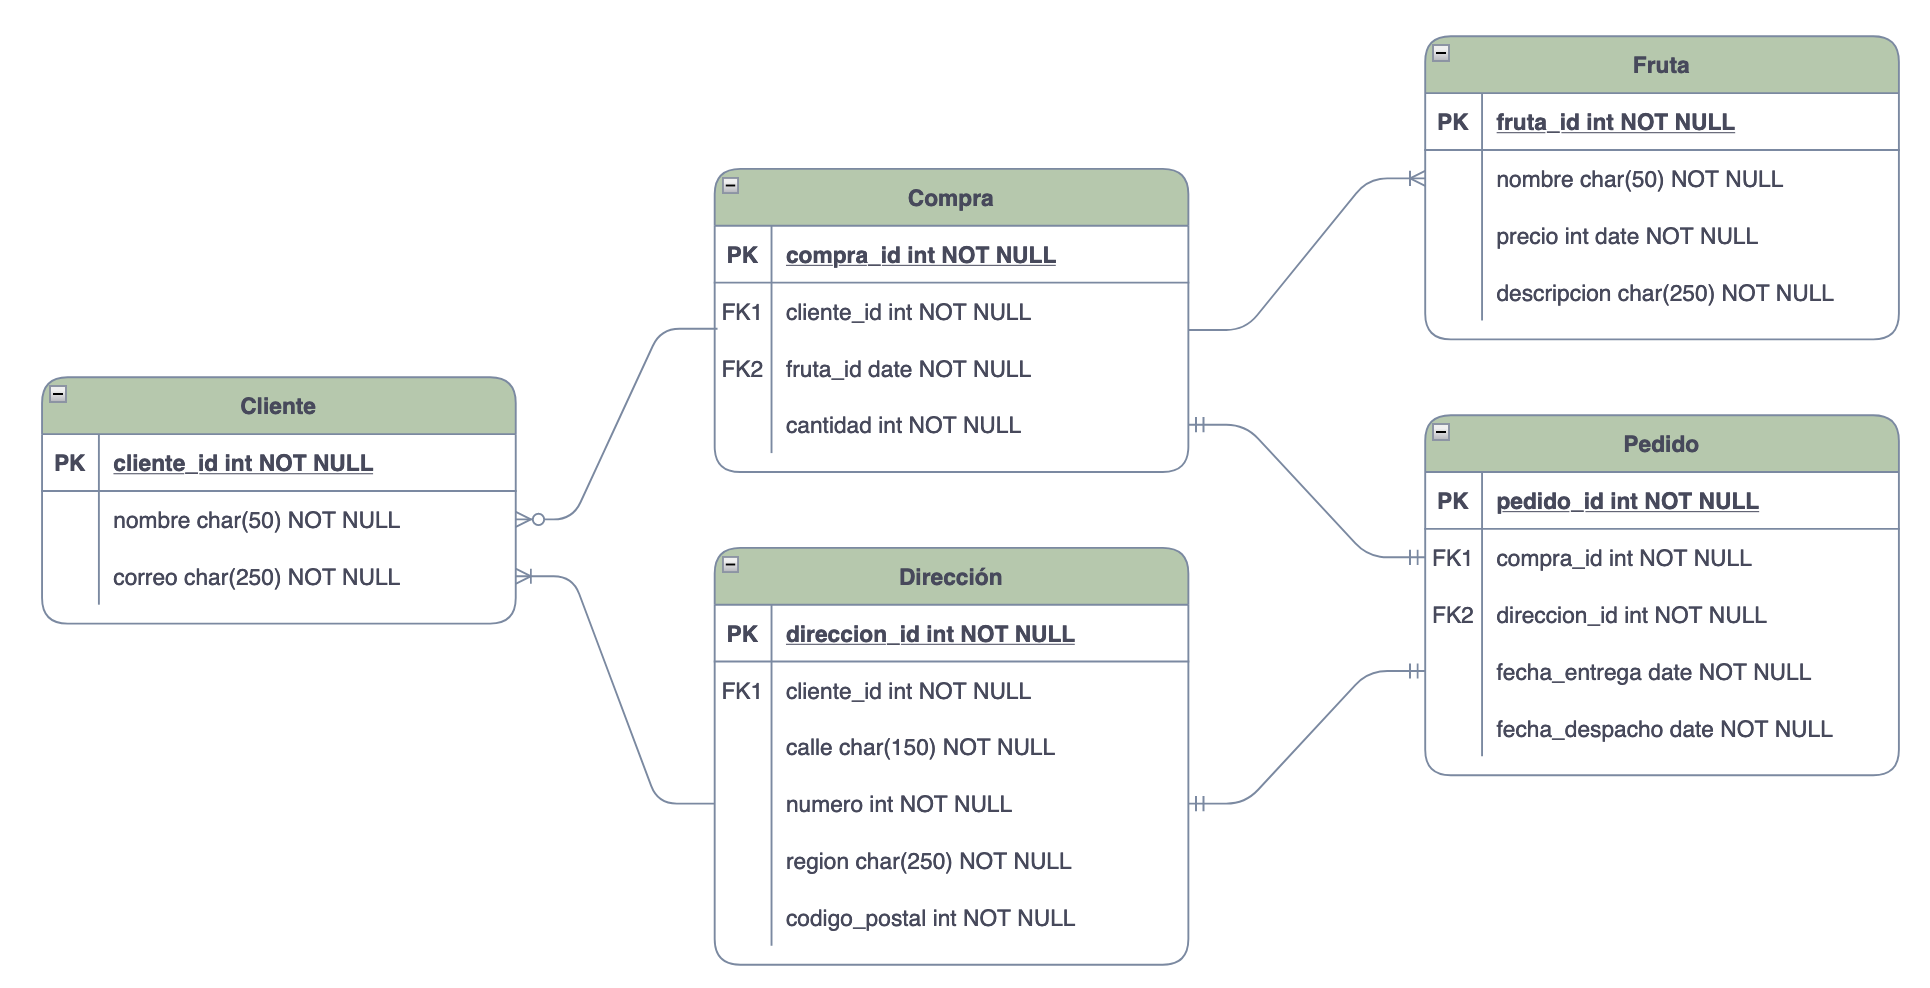 Cliente
PK cliente_id int NOT NULL
nombre char(50) NOT NULL
correo char(250) NOT NULL
Compra
PK compra_id int NOT NULL
FK1 cliente_id int NOT NULL
FK2 fruta_id date NOT NULL
cantidad int NOT NULL
Dirección
PK direccion_id int NOT NULL
FK1 cliente_id int NOT NULL
calle char(150) NOT NULL
numero int NOT NULL
region char(250) NOT NULL
codigo_postal int NOT NULL
Fruta
PK fruta_id int NOT NULL
nombre char(50) NOT NULL
precio int date NOT NULL
descripcion char(250) NOT NULL
Pedido
PK pedido_id int NOT NULL
FK1 compra_id int NOT NULL
FK2 direccion_id int NOT NULL
fecha_entrega date NOT NULL
fecha_despacho date NOT NULL